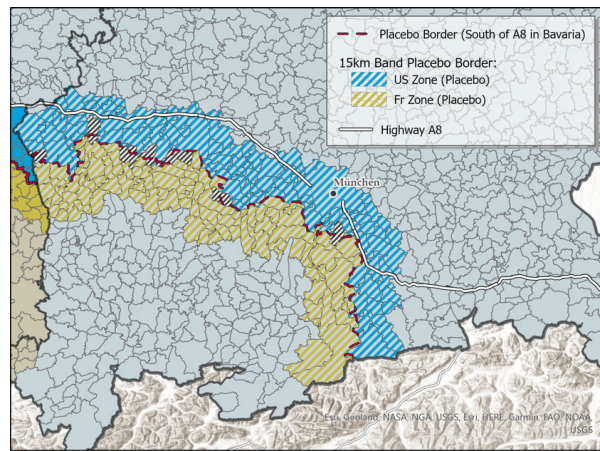 Placebo Border (South of A8 in Bavaria)
15km Band Placebo Border:
US Zone (Placebo)
Fr Zone (Placebo)
Highway A8
München
Esri, Geoland, NASA, NGA, USGS, Esri, HERE, Garmin, FAO, NOAA,
USGS